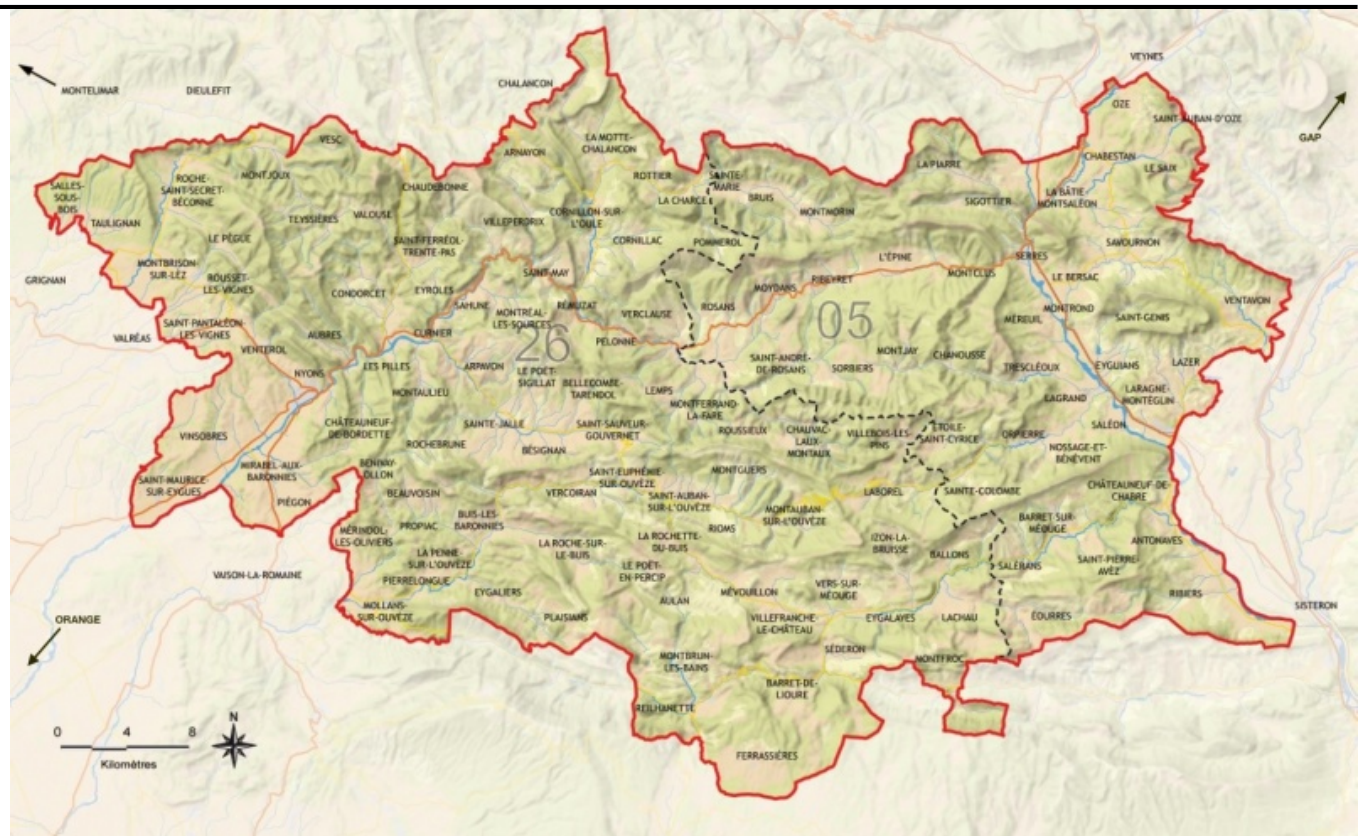 VEYNES
CHALANCON
MONTELIMAR
DIEULEFIT
OZE
SAINT-AUBAN-D'OZE
GAP
VESC
LA MOTTE-
CHALANCON
ARNAYON
CHABESTAN
LA PIARRE
LE SAIX
ROCHE-
SAINT-SECRET-
BÉCONNE
MONTJOUX
ROTTIER
SAINTE-
MARIE
SALLES-
SOUS-
BOIS
CHAUDEBONNE
LA BÂTIE-
MONTSALÉON
LA CHARCE
BRUIS
SIGOTTIER
TAULIGNAN
TEYSSIÈRES
VALOUSE
VILLEPERDRIX
CORNILLON-SUR
L'OULE
MONTMORIN
LE PÈGUE
SAINT-FERRÉOL-
TRENTE-PAS
CORNILLAC
POMMEROL
SAVOURNON
L'ÉPINE
SERRES
MONTBRISON-
SUR-LEZ
GRIGNAN
ROUSSET-
LES-VIGNES
SAINT-MAY
RIBEYRET
MONTCLUS
LE BERSAC
CONDORCET
EYROLES
MOYDANS
VENTAVON
SAHUNE
RÉMUZAT
ROSANS
MONTRÉAL-
LES-SOURCES
VERCLAUSE
MONTROND
SAINT-GENIS
MÉREUIL
05
VALRÉAS
SAINT-PANTALÉON-
LES-VIGNES
AUBRES
CURNIER
26
PELONNE
VENTEROL
MONTJAY
CHANOUSSE
NYONS
LES PILLES
ARPAVON
LE POËT-
SIGILLAT
SAINT-ANDRÉ-
DE-ROSANS
SORBIERS
TRESCLÉOUX
EYGUIANS
LAZER
MONTAULIEU
BELLECOMBE-
TARENDOL
LEMPS
LARAGNE-
MONTÉGLIN
MONTFERRAND-
LA-FARE
LAGRAND
VINSOBRES
CHÂTEAUNEUF-
DE-BORDETTE
SAINTE-JALLE
SAINT-SAUVEUR-
GOUVERNET
ROUSSIEUX
CHAUVAC-
LAUX-
MONTAUX
VILLEBOIS-LES-
PINS
ÉTOILE-
SAINT-CYRICE
ORPIERRE
SALÉON
ROCHEBRUNE
BÉSIGNAN
NOSSAGE-ET-
BÉNÉVENT
SAINT-MAURICE-
SUR-EYGUES
MIRABEL-AUX-
BARONNIES
BÉNIVAY-
OLLON
SAINT-EUPHÉMIE-
SUR-OUVÈZE
MONTGUERS
PIÉGON
BEAUVOISIN
VERCOIRAN
SAINT-AUBAN-
SUR-L'OUVÈZE
LABOREL
SAINTE-COLOMBE
CHÂTEAUNEUF-DE-
CHABRE
MÉRINDOL-
LES-OLIVIERS
PROPIAC
BUIS-LES-
BARONNIES
RIOMS
MONTAUBAN-
SUR-L'OUVÈZE
BARRET-SUR-
MÉOUGE
LA ROCHE-SUR-
LE-BUIS
LA ROCHETTE-
DU-BUIS
IZON-LA-
BRUISSE
BALLONS
ANTONAVES
LA PENNE-
SUR-L'OUVÈZE
SALÉRANS
SAINT-PIERRE-
AVEZ
VAISON-LA-ROMAINE
PIERRELONGUE
LE POËT-
EN-PERCIP
EYGALIERS
MÉVOUILLON
VERS-SUR-
MÉOUGE
RIBIERS
SISTERON
AULAN
MOLLANS-
SUR-OUVÈZE
PLAISIANS
VILLEFRANCHE-
LE-CHÂTEAU
EYGALAYES
LACHAU
ÉOURRES
ORANGE
SÉDERON
MONTBRUN-
LES-BAINS
MONTFROC
BARRET-DE-
LIOURE
REILHANETTE
FERRASSIÈRES
N
0 4 8
Kilomètres